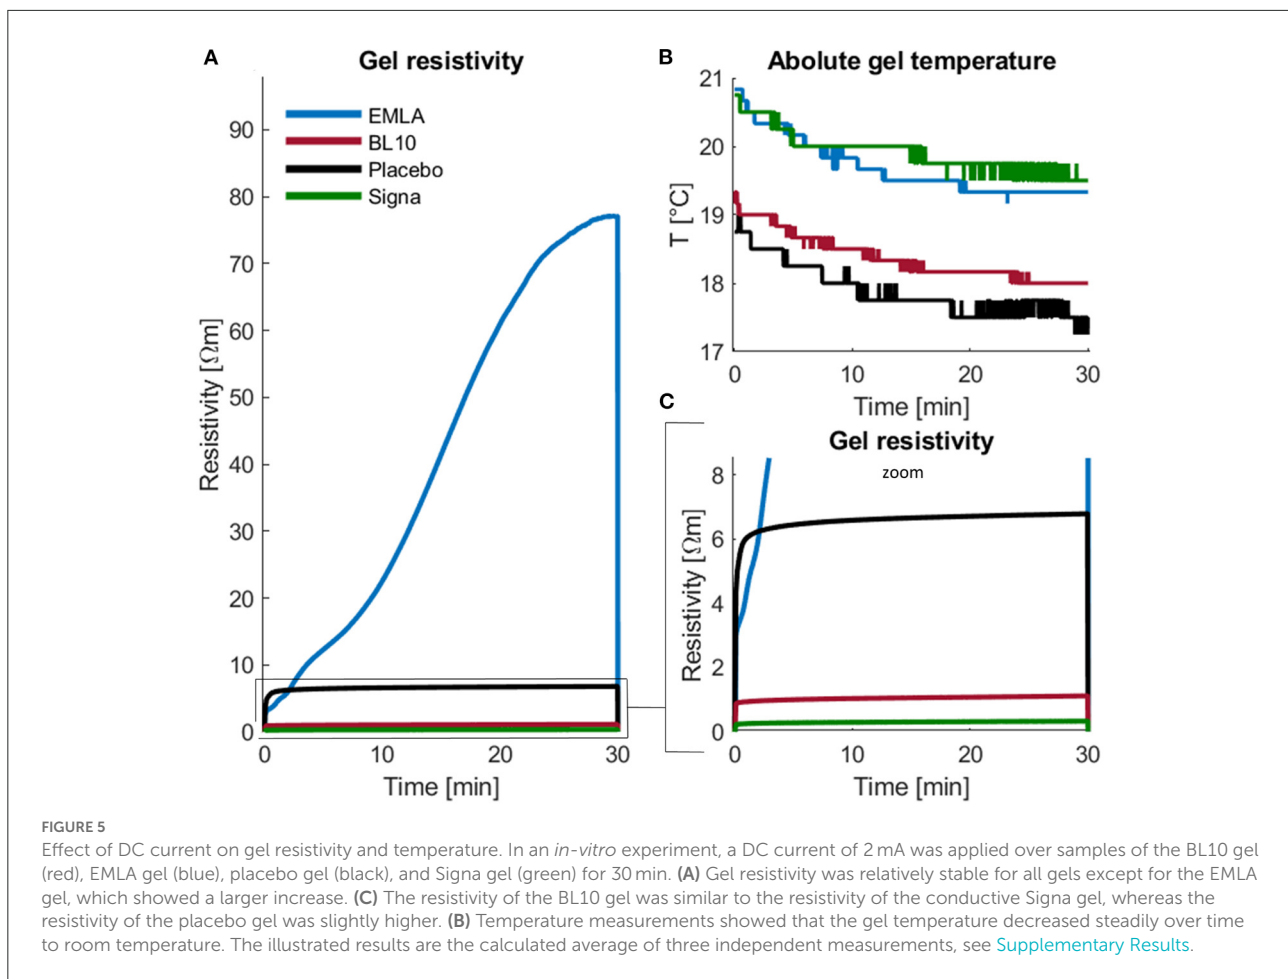 A
Gel resistivity
EMLA
BL10
Placebo
Signa
90
80
70
60
50
40
30
20
10
0
Resistivity [Ωm]
0 10 20 30
Time [min]
B
Abolute gel temperature
21
20
19
18
17
T [°C]
0 10 20 30
Time [min]
C
Gel resistivity
zoom
8
6
4
2
0
Resistivity [Ωm]
0 10 20 30
Time [min]
FIGURE 5
Effect of DC current on gel resistivity and temperature. In an in-vitro experiment, a DC current of 2 mA was applied over samples of the BL10 gel
(red), EMLA gel (blue), placebo gel (black), and Signa gel (green) for 30 min. (A) Gel resistivity was relatively stable for all gels except for the EMLA
gel, which showed a larger increase. (C) The resistivity of the BL10 gel was similar to the resistivity of the conductive Signa gel, whereas the
resistivity of the placebo gel was slightly higher. (B) Temperature measurements showed that the gel temperature decreased steadily over time
to room temperature. The illustrated results are the calculated average of three independent measurements, see Supplementary Results.